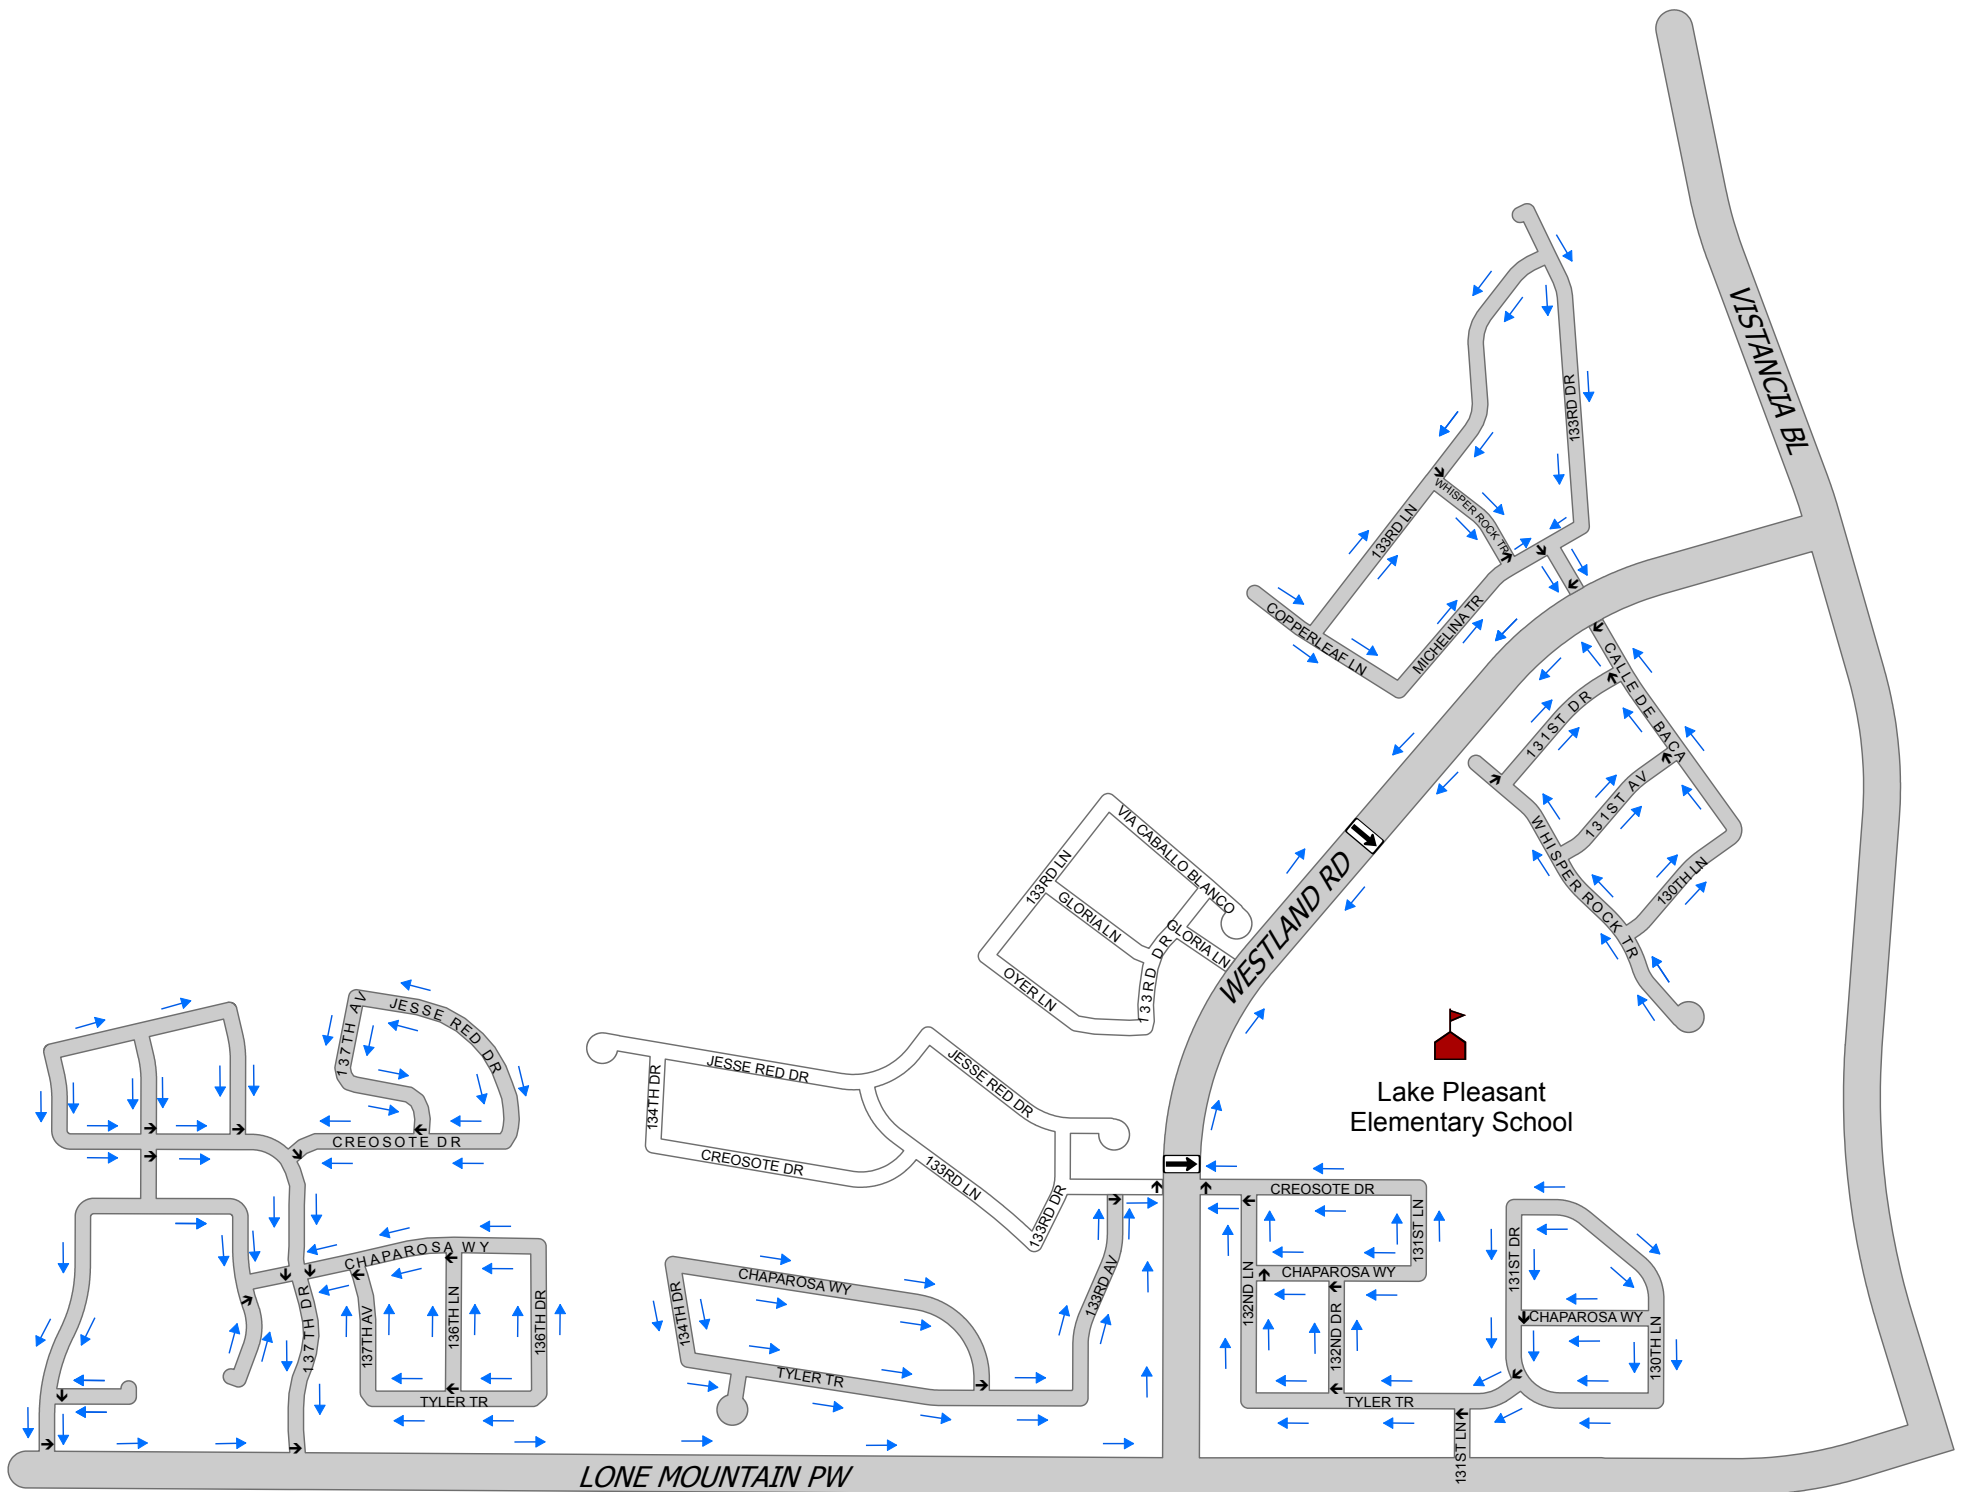 VISTANCIA BL
133RD DR
WHISPER ROCK TR
133RD LN
COPPERLEAF LN
MICHELINA TR
CALLE DE BACA
131ST DR
131ST AV
WHISPER ROCK TR
130TH LN
VIA CABALLO BLANCO
133RD LN
GLORIA LN
GLORIA LN
133RD DR
OYER LN
WESTLAND RD
137TH AV
JESSE RED DR
CREOSOTE DR
JESSE RED DR
134TH DR
CREOSOTE DR
JESSE RED DR
133RD LN
133RD DR
Lake Pleasant
Elementary School
CREOSOTE DR
131ST LN
CHAPAROSA WY
132ND LN
132ND DR
TYLER TR
131ST DR
CHAPAROSA WY
130TH LN
131ST LN
CHAPAROSA WY
137TH DR
137TH AV
136TH LN
136TH DR
TYLER TR
CHAPAROSA WY
134TH DR
TYLER TR
133RD AV
LONE MOUNTAIN PW